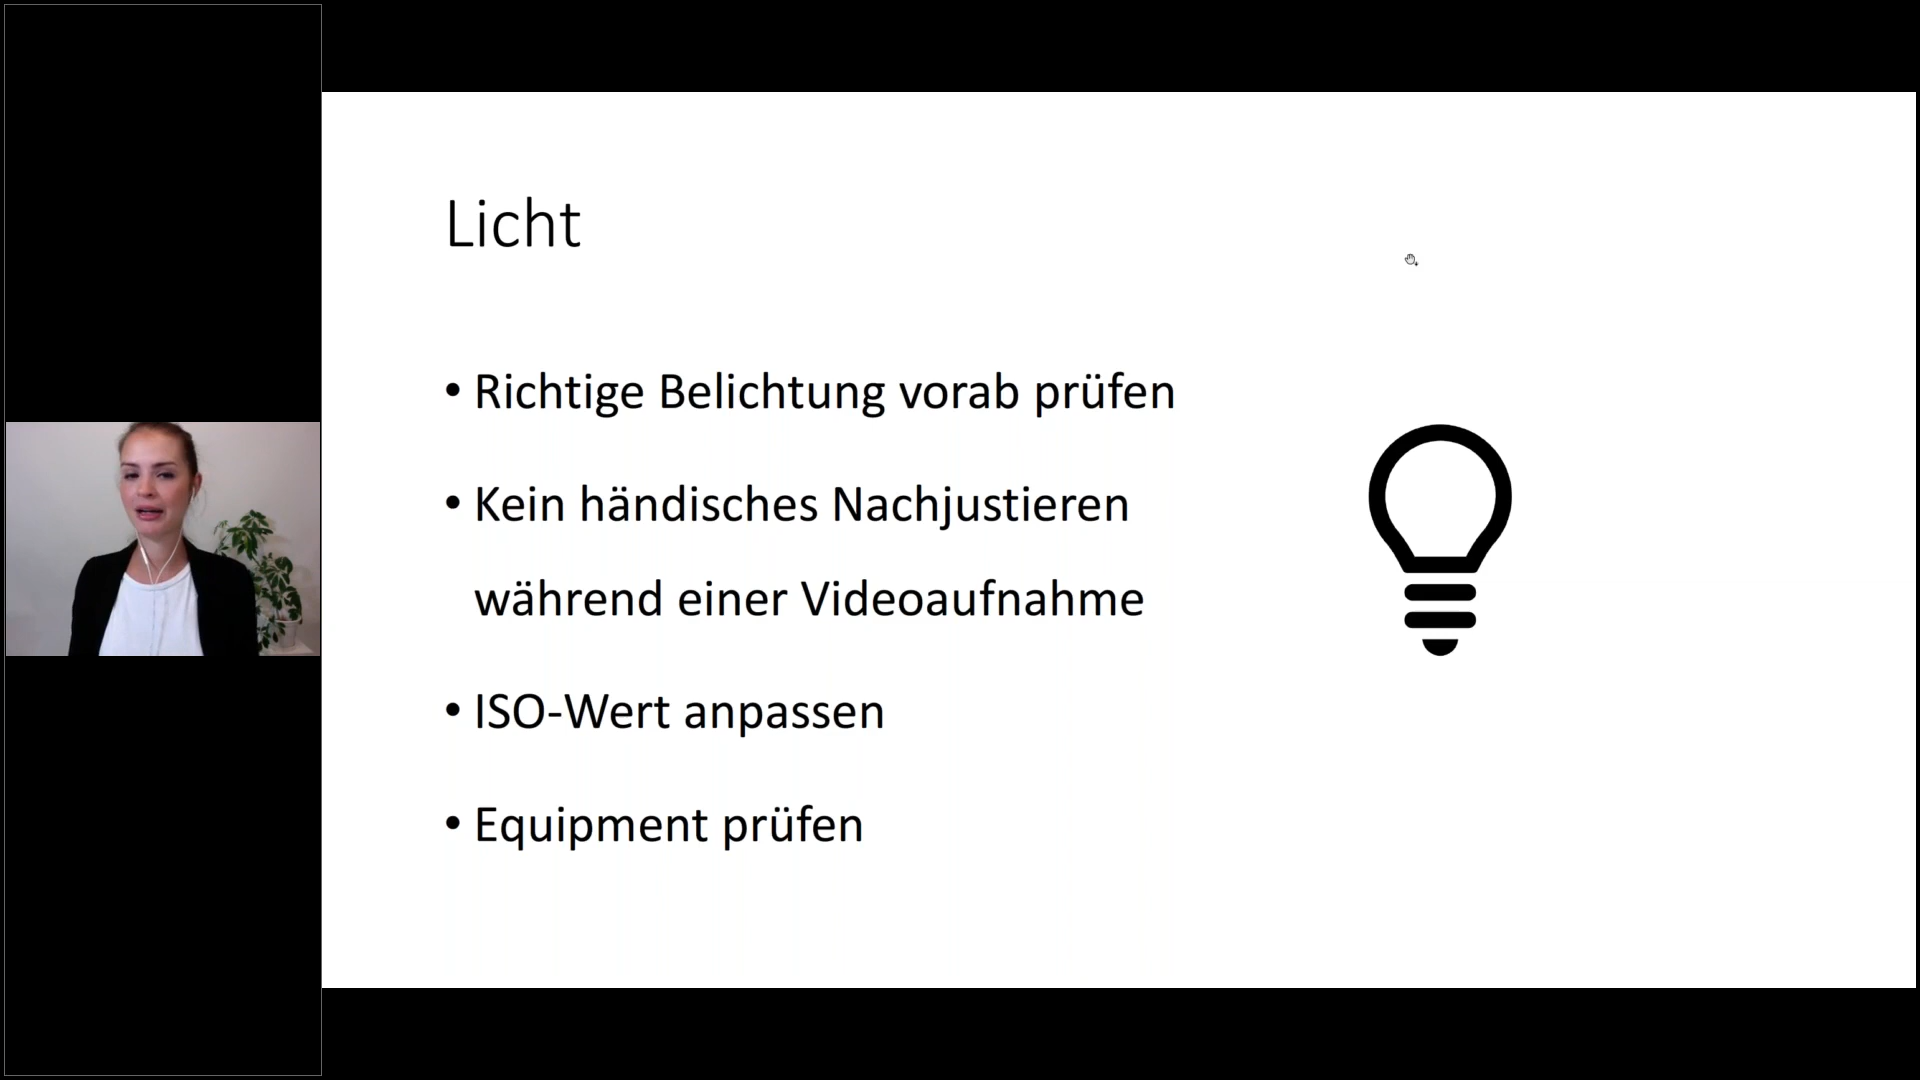 Licht
• Richtige Belichtung vorab prüfen
• Kein händisches Nachjustieren
während einer Videoaufnahme
• ISO-Wert anpassen
• Equipment prüfen